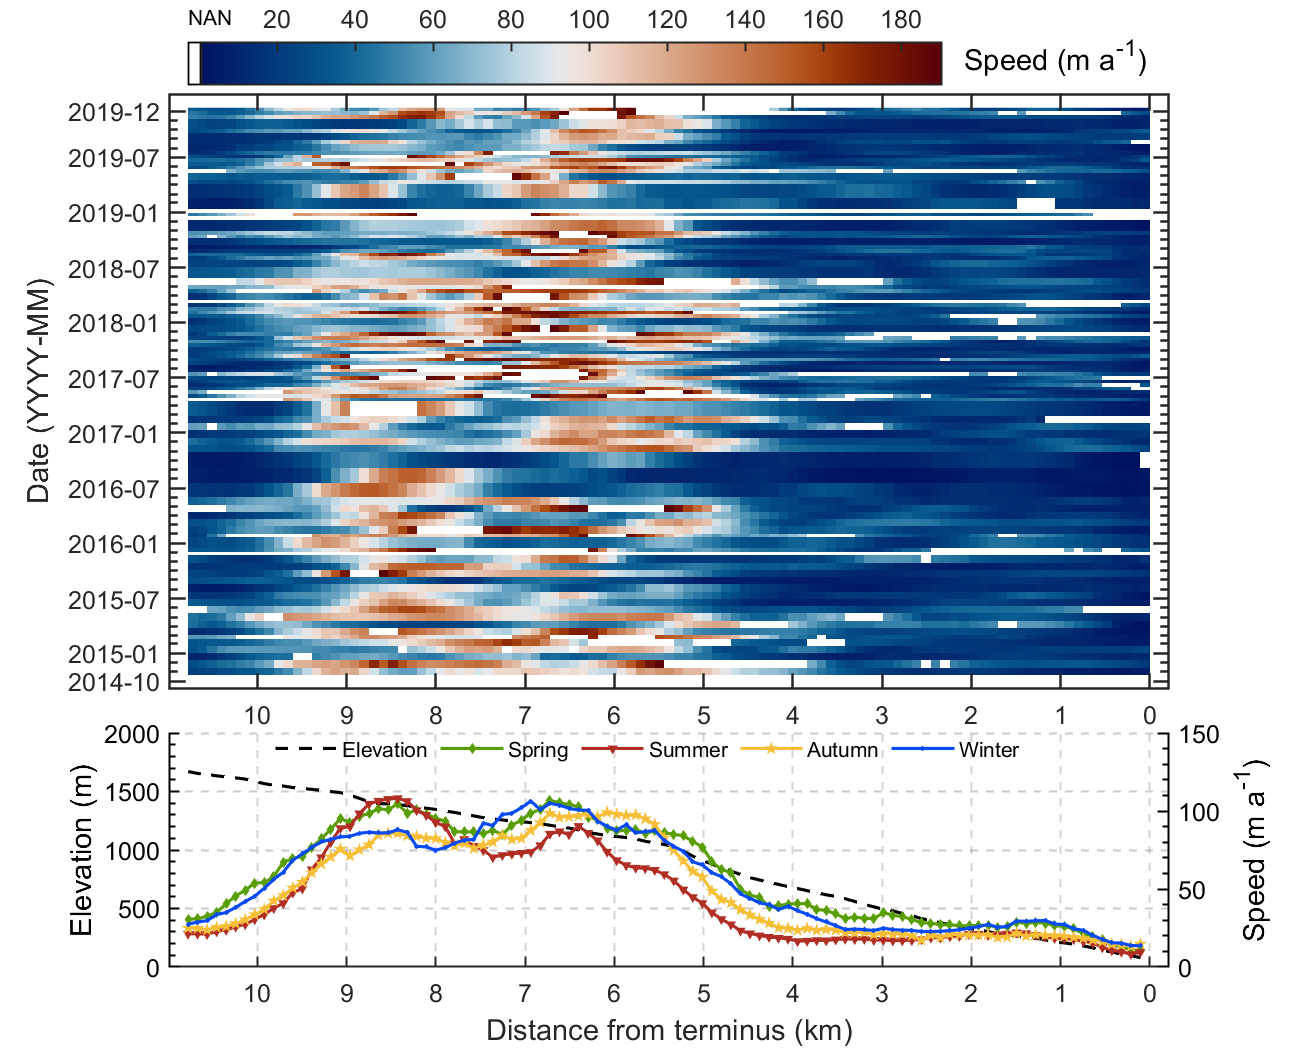 NAN 20 40 60 80 100 120 140 160 180
Speed (m a-1)
Date (YYYY-MM)
2019-12
2019-07
2019-01
2018-07
2018-01
2017-07
2017-01
2016-07
2016-01
2015-07
2015-01
2014-10
10 9 8 7 6 5 4 3 2 1 0
Elevation (m)
2000
1500
1000
500
0
Elevation Spring Summer Autumn Winter
150
100
50
0
Speed (m a-1)
10 9 8 7 6 5 4 3 2 1 0
Distance from terminus (km)